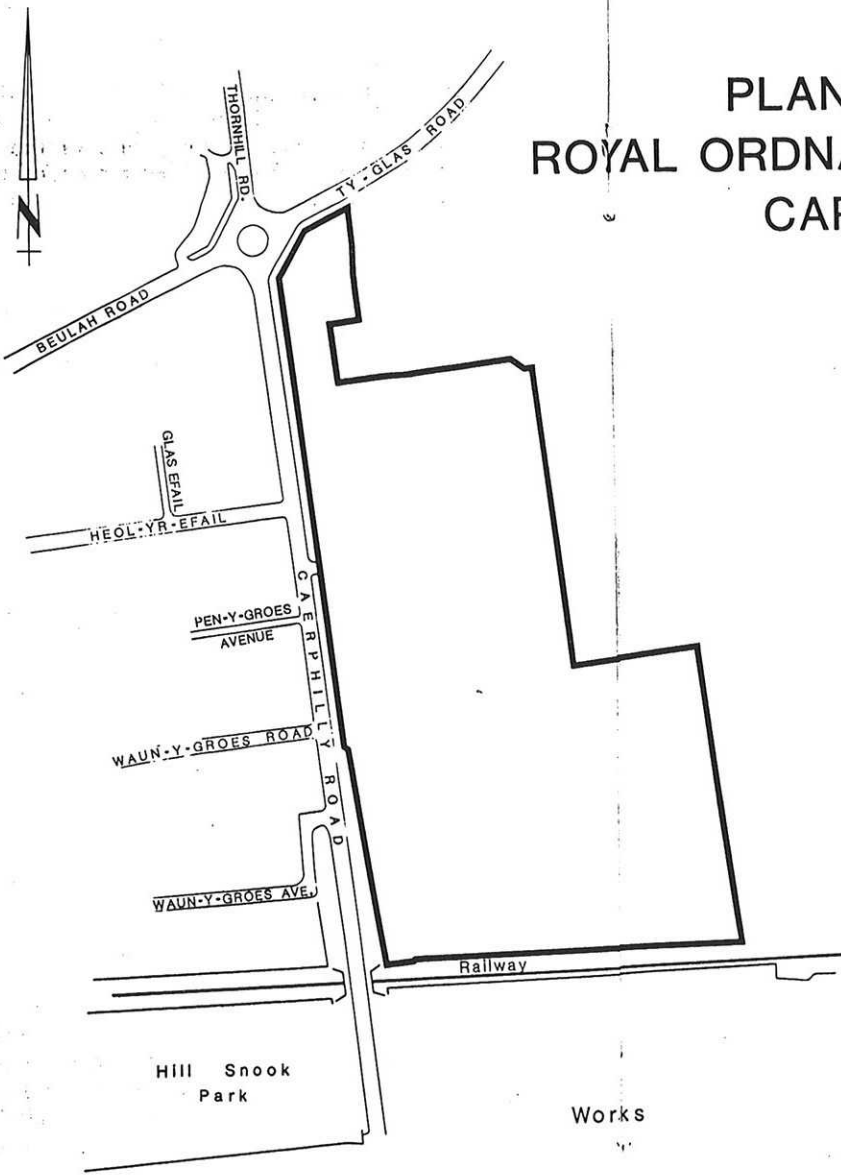 PLAN
ROYAL ORDNA
CAR
N
THORNHILL RD.
TY-GLAS ROAD
BEULAH ROAD
GLAS EFAIL
HEOL-YR-EFAIL
CAERPHILLY ROAD
PEN-Y-GROES
AVENUE
WAUN-Y-GROES ROAD
WAUN-Y-GROES AVE.
Railway
Hill Snook
Park
Works